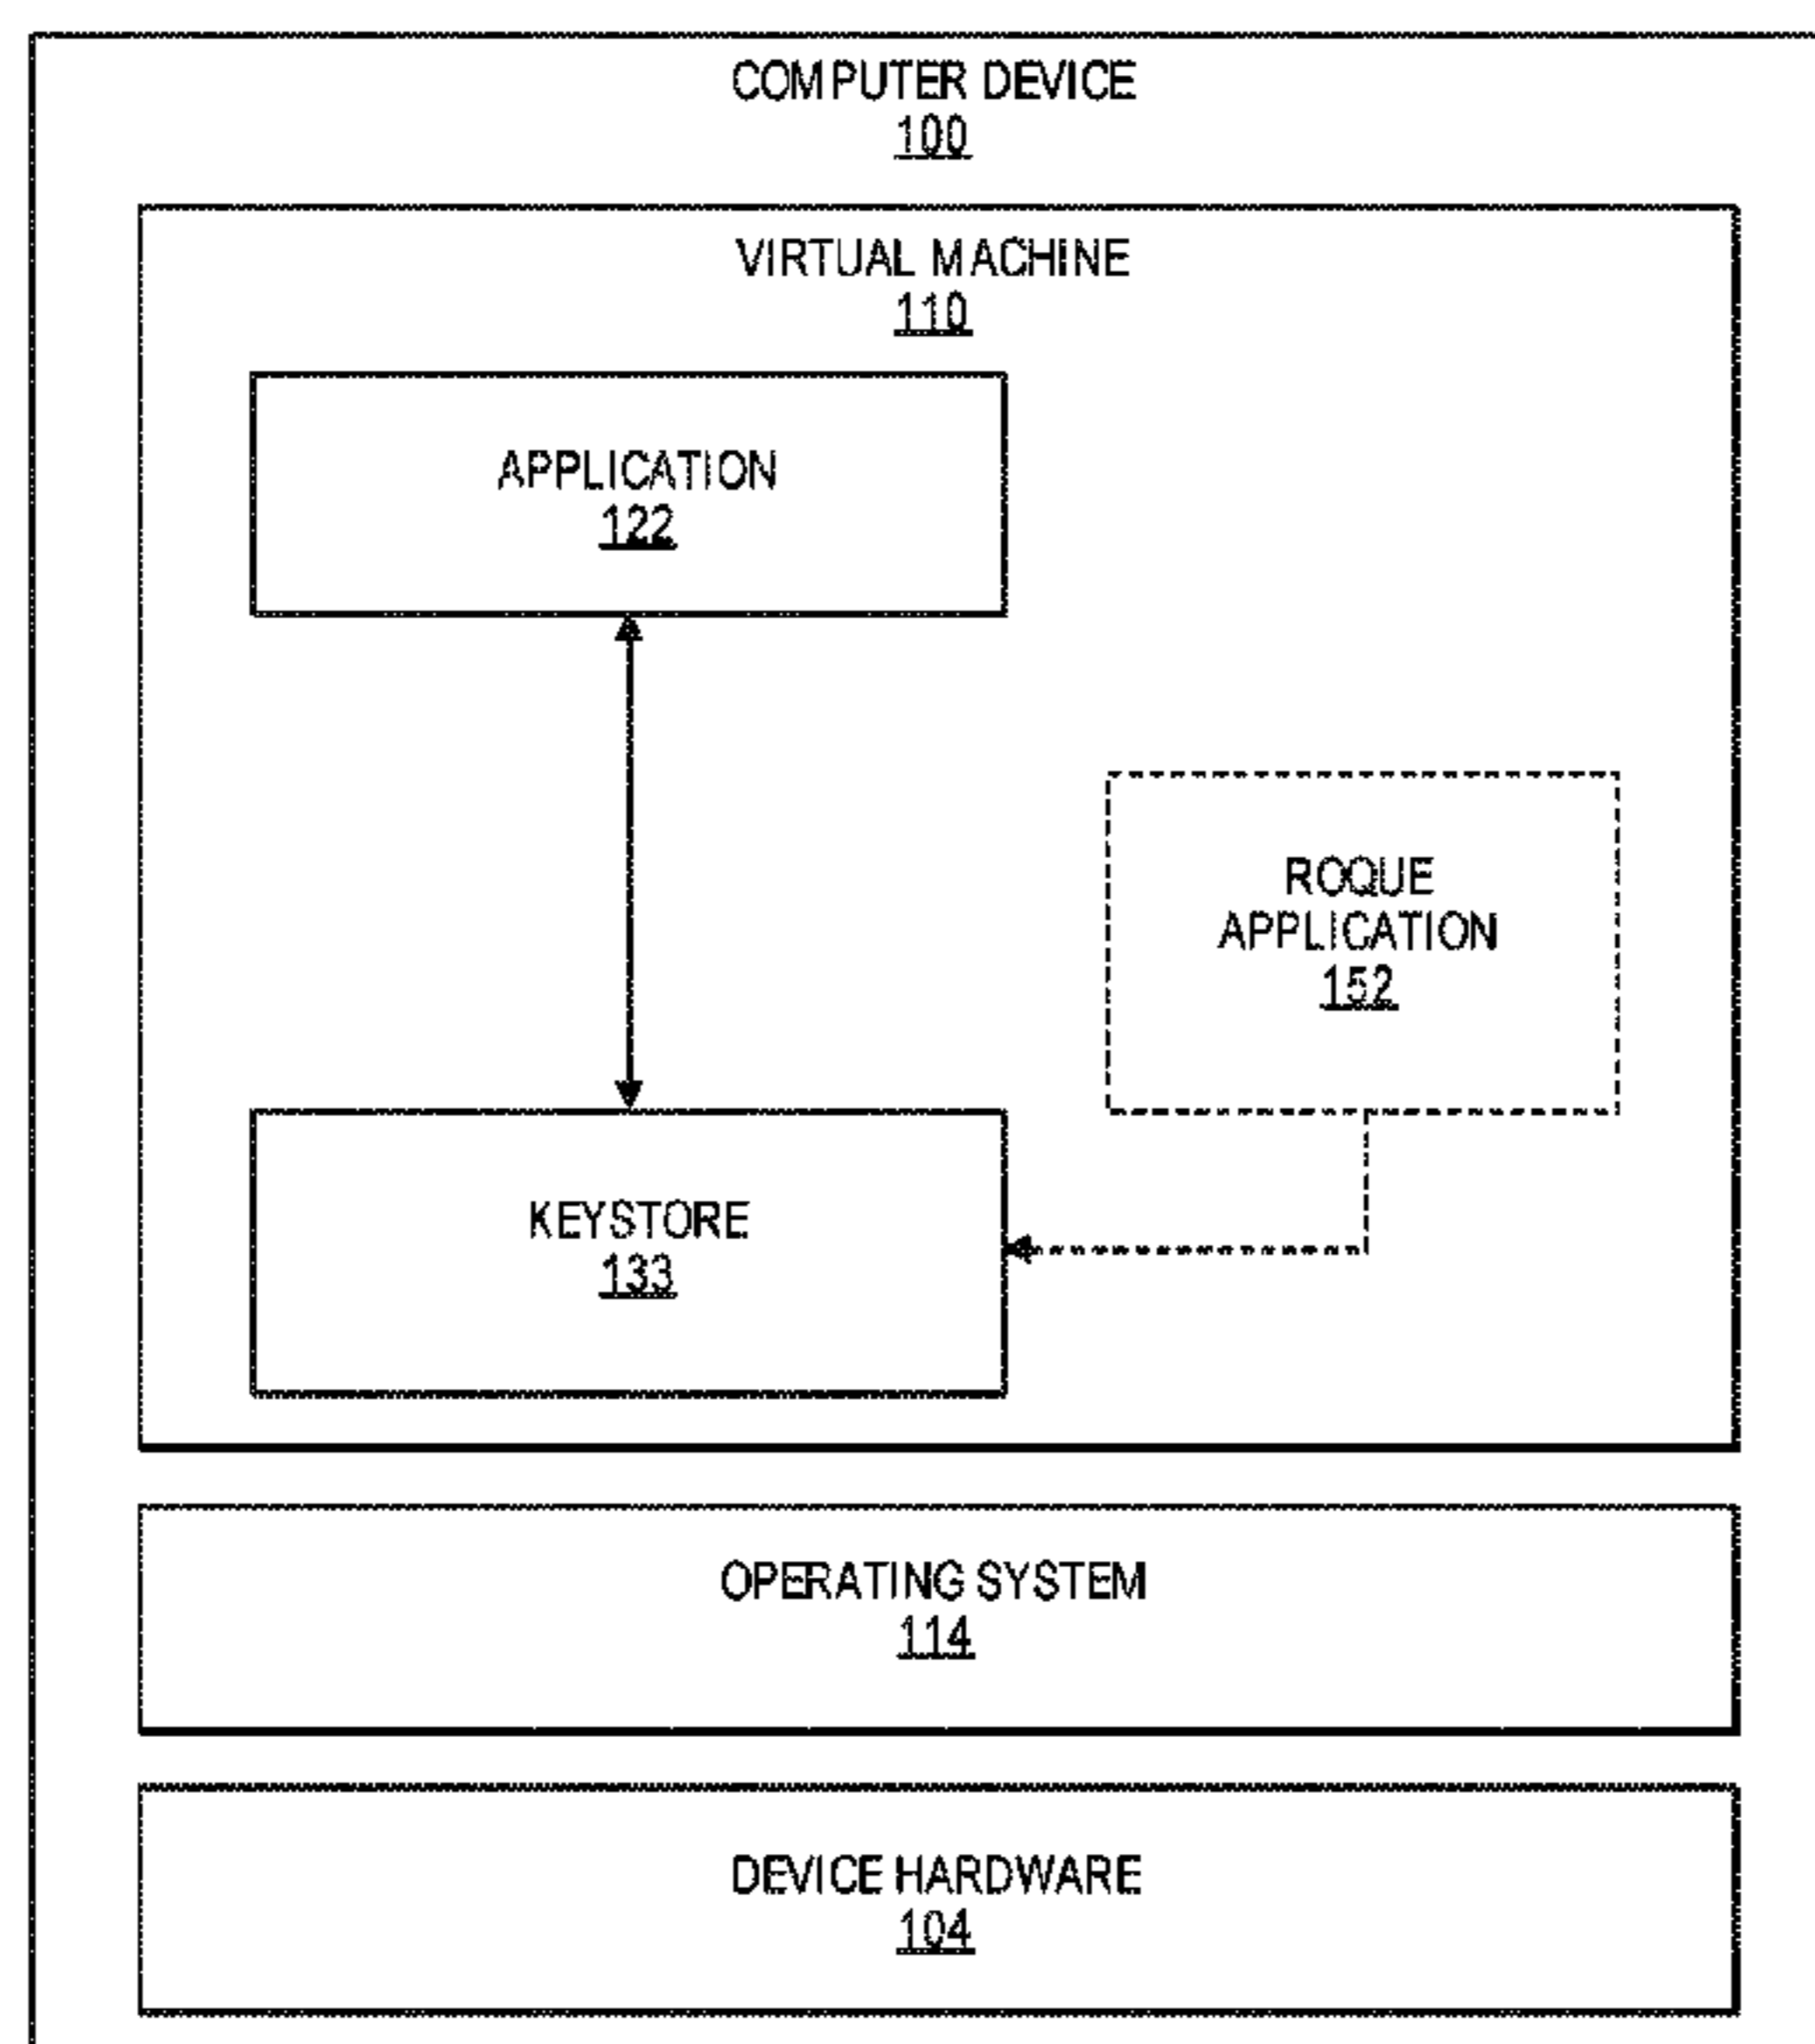 COMPUTER DEVICE
100
VIRTUAL MACHINE
110
APPLICATION
122
ROQUE
APPLICATION
152
KEYSTORE
133
OPERATING SYSTEM
114
DEVICE HARDWARE
104